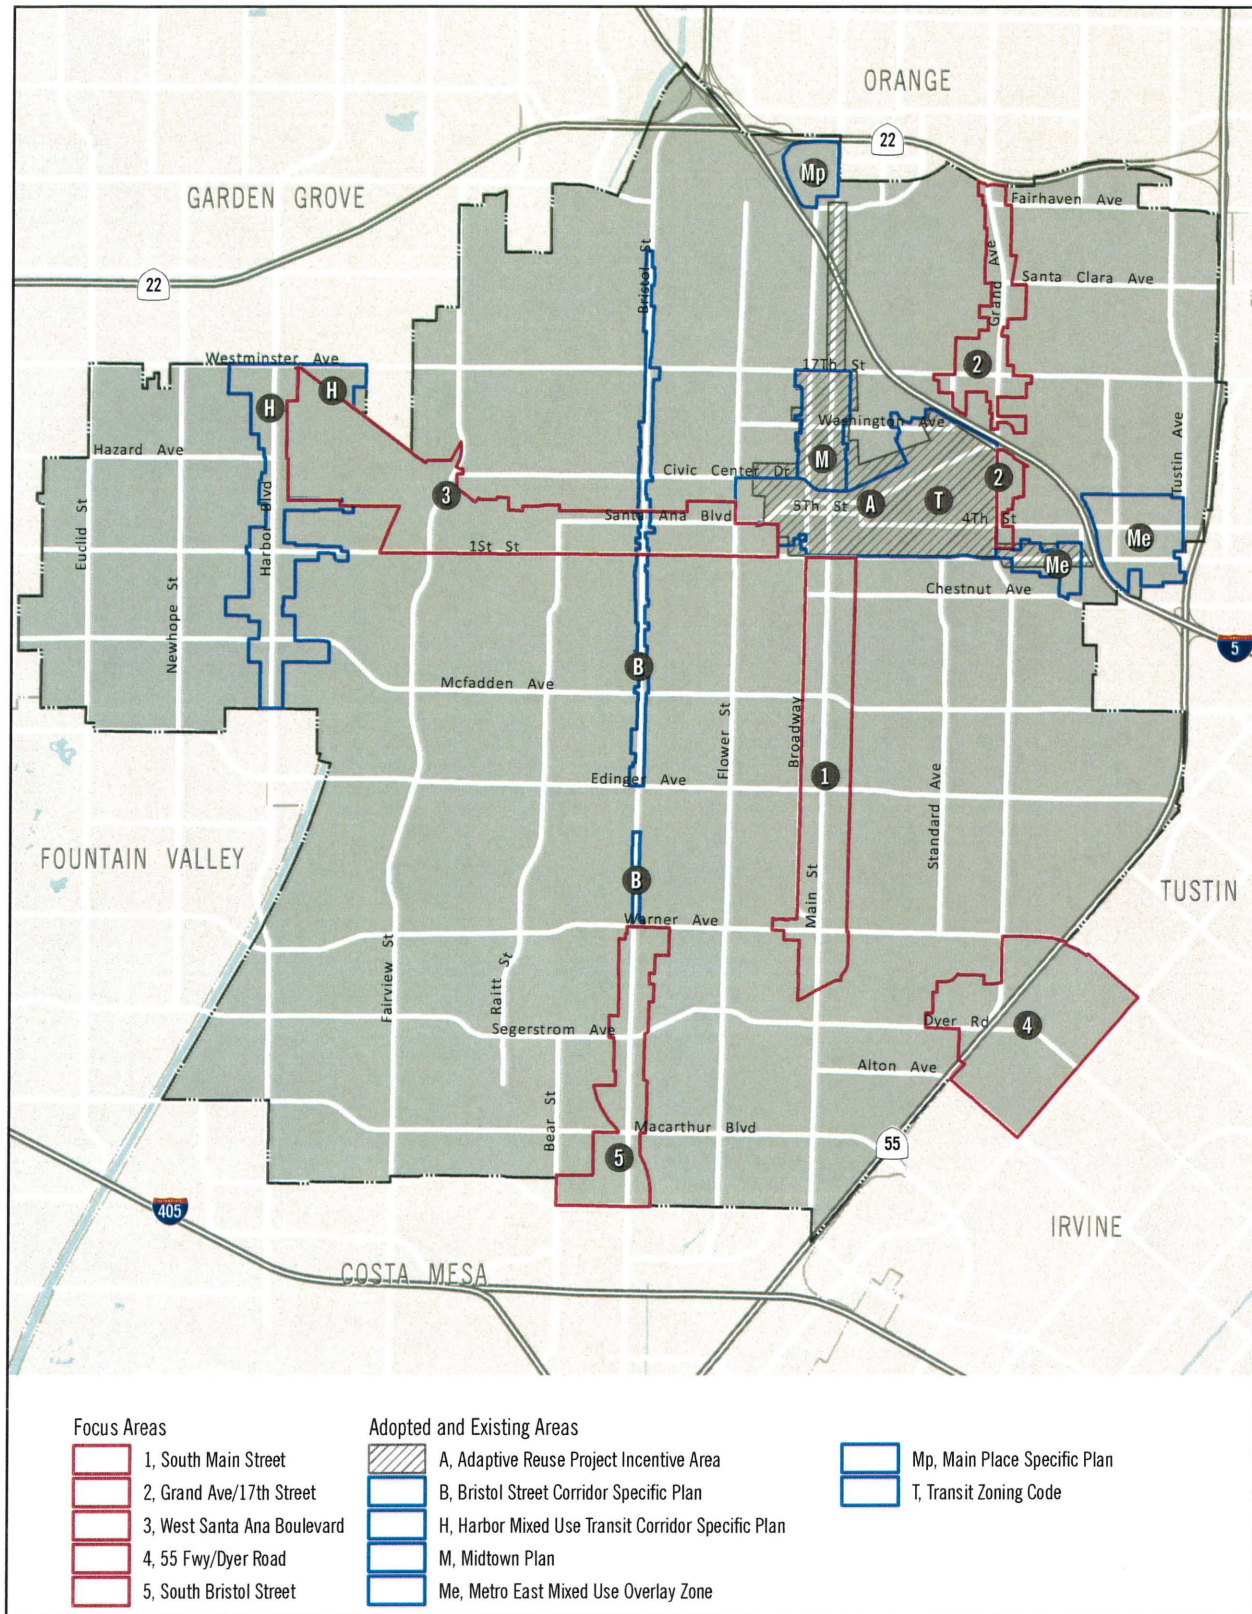 ORANGE
22
Mp
GARDEN GROVE
Fairhaven Ave
Bristol St
Grand Ave
Santa Clara Ave
22
Westminster Ave
17Th St
2
H
H
Washington Ave
Tustin Ave
Hazard Ave
M
Civic Center Dr
2
3
Euclid St
Harbor Blvd
5Th St
A
T
Santa Ana Blvd
4Th St
Me
1St St
Me
Newhope St
Chestnut Ave
5
B
Mcfadden Ave
Flower St
Broadway
Edinger Ave
1
Standard Ave
FOUNTAIN VALLEY
B
Main St
TUSTIN
Warner Ave
Fairview St
Raitt St
Segerstrom Ave
Dyer Rd
4
Alton Ave
Bear St
Macarthur Blvd
55
5
405
IRVINE
COSTA MESA
Focus Areas
1, South Main Street
2, Grand Ave/17th Street
3, West Santa Ana Boulevard
4, 55 Fwy/Dyer Road
5, South Bristol Street
Adopted and Existing Areas
A, Adaptive Reuse Project Incentive Area
B, Bristol Street Corridor Specific Plan
H, Harbor Mixed Use Transit Corridor Specific Plan
M, Midtown Plan
Me, Metro East Mixed Use Overlay Zone
Mp, Main Place Specific Plan
T, Transit Zoning Code